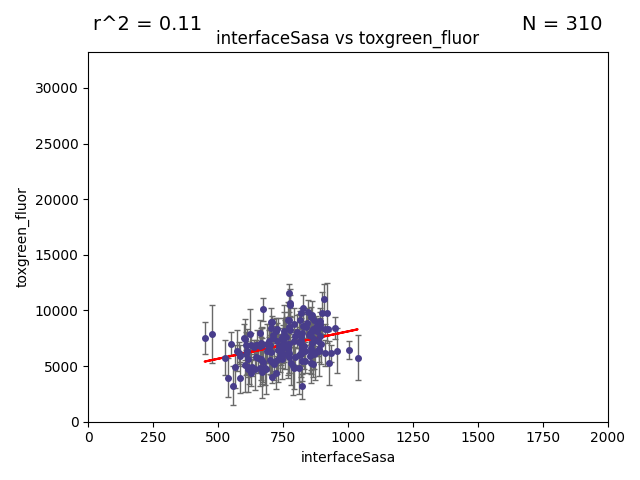 r^2 = 0.11
N = 310
interfaceSasa vs toxgreen_fluor
30000
25000
20000
15000
10000
5000
0
toxgreen_fluor
0 250 500 750 1000 1250 1500 1750 2000
interfaceSasa